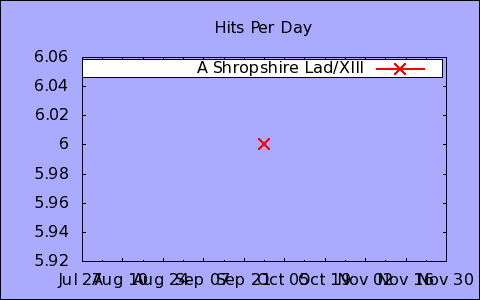 Hits Per Day
6.06
A Shropshire Lad/XIII
6.04
6.02
6
5.98
5.96
5.94
5.92
Jul 27 Aug 10 Aug 24 Sep 07 Sep 21 Oct 05 Oct 19 Nov 02 Nov 16 Nov 30